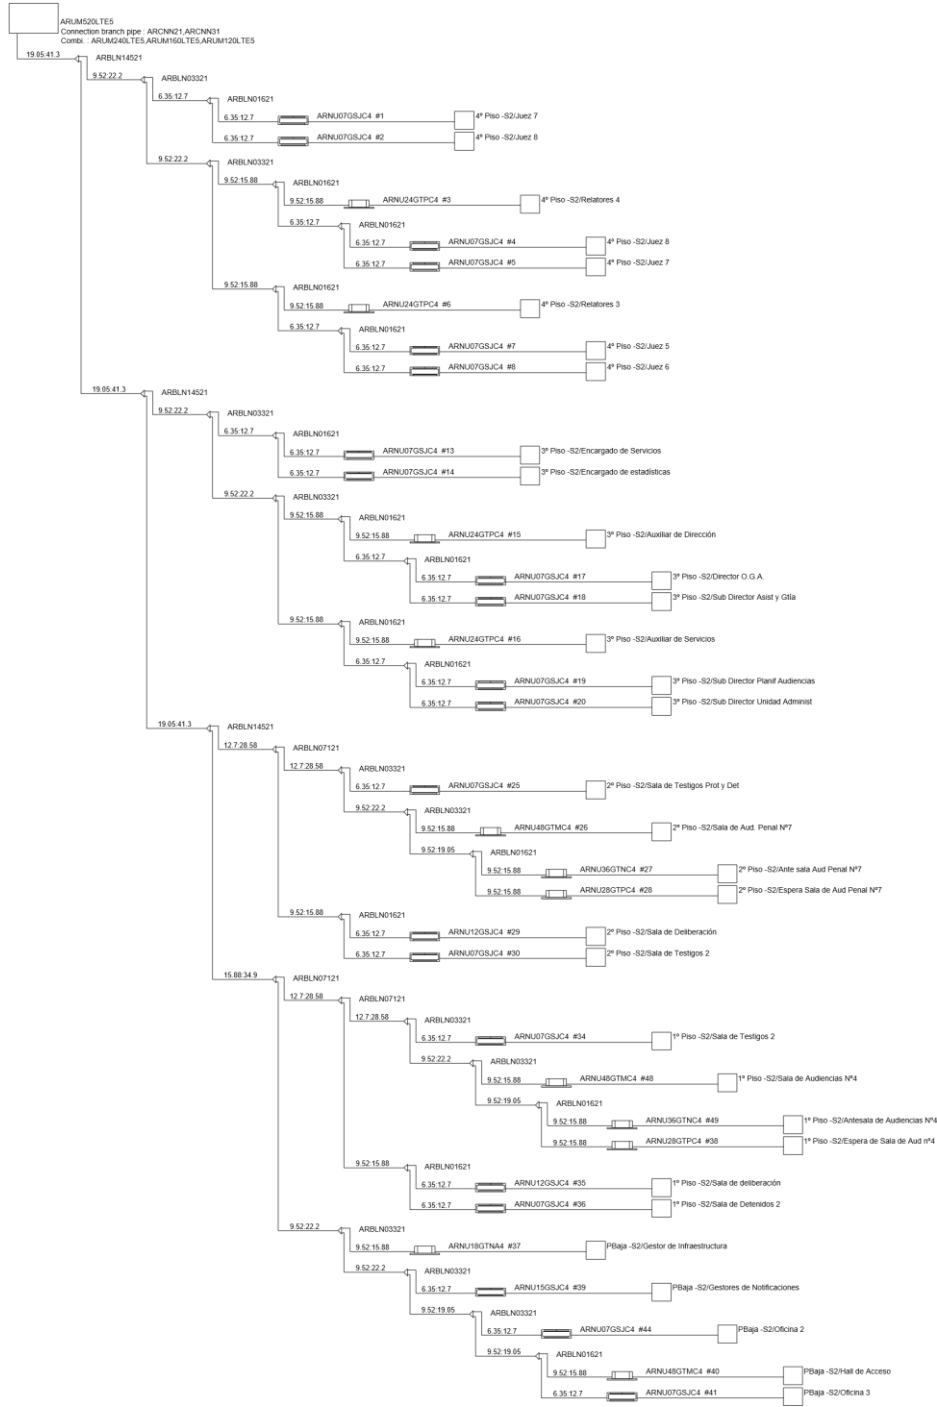 ARUM520LTE5
Connection branch pipe : ARCNN21,ARCNN31
Combi. : ARUM240LTE5,ARUM160LTE5,ARUM120LTE5
19.05:41.3 ARBLN14521
9.52:22.2 ARBLN03321
6.35:12.7 ARBLN01621
6.35:12.7 ARNU07GSJC4 #1 4º Piso -S2/Juez 7
6.35:12.7 ARNU07GSJC4 #2 4º Piso -S2/Juez 8
9.52:22.2 ARBLN03321
9.52:15.88 ARBLN01621
9.52:15.88 ARNU24GTPC4 #3 4º Piso -S2/Relatores 4
6.35:12.7 ARBLN01621
6.35:12.7 ARNU07GSJC4 #4 4º Piso -S2/Juez 8
6.35:12.7 ARNU07GSJC4 #5 4º Piso -S2/Juez 7
9.52:15.88 ARBLN01621
9.52:15.88 ARNU24GTPC4 #6 4º Piso -S2/Relatores 3
6.35:12.7 ARBLN01621
6.35:12.7 ARNU07GSJC4 #7 4º Piso -S2/Juez 5
6.35:12.7 ARNU07GSJC4 #8 4º Piso -S2/Juez 6
19.05:41.3 ARBLN14521
9.52:22.2 ARBLN03321
6.35:12.7 ARBLN01621
6.35:12.7 ARNU07GSJC4 #13 3º Piso -S2/Encargado de Servicios
6.35:12.7 ARNU07GSJC4 #14 3º Piso -S2/Encargado de estadísticas
9.52:22.2 ARBLN03321
9.52:15.88 ARBLN01621
9.52:15.88 ARNU24GTPC4 #15 3º Piso -S2/Auxiliar de Dirección
6.35:12.7 ARBLN01621
6.35:12.7 ARNU07GSJC4 #17 3º Piso -S2/Director O.G.A.
6.35:12.7 ARNU07GSJC4 #18 3º Piso -S2/Sub Director Asist y Gtía
9.52:15.88 ARBLN01621
9.52:15.88 ARNU24GTPC4 #16 3º Piso -S2/Auxiliar de Servicios
6.35:12.7 ARBLN01621
6.35:12.7 ARNU07GSJC4 #19 3º Piso -S2/Sub Director Planif Audiencias
6.35:12.7 ARNU07GSJC4 #20 3º Piso -S2/Sub Director Unidad Administ
19.05:41.3 ARBLN14521
12.7:28.58 ARBLN07121
12.7:28.58 ARBLN03321
6.35:12.7 ARNU07GSJC4 #25 2º Piso -S2/Sala de Testigos Prot y Det
9.52:22.2 ARBLN03321
9.52:15.88 ARNU48GTMC4 #26 2º Piso -S2/Sala de Aud. Penal Nº7
9.52:19.05 ARBLN01621
9.52:15.88 ARNU36GTNC4 #27 2º Piso -S2/Ante sala Aud Penal Nº7
9.52:15.88 ARNU28GTPC4 #28 2º Piso -S2/Espera Sala de Aud Penal Nº7
9.52:15.88 ARBLN01621
6.35:12.7 ARNU12GSJC4 #29 2º Piso -S2/Sala de Deliberación
6.35:12.7 ARNU07GSJC4 #30 2º Piso -S2/Sala de Testigos 2
15.88:34.9 ARBLN07121
12.7:28.58 ARBLN07121
12.7:28.58 ARBLN03321
6.35:12.7 ARNU07GSJC4 #34 1º Piso -S2/Sala de Testigos 2
9.52:22.2 ARBLN03321
9.52:15.88 ARNU48GTMC4 #48 1º Piso -S2/Sala de Audiencias Nº4
9.52:19.05 ARBLN01621
9.52:15.88 ARNU36GTNC4 #49 1º Piso -S2/Antesala de Audiencias Nº4
9.52:15.88 ARNU28GTPC4 #38 1º Piso -S2/Espera de Sala de Aud nº4
9.52:15.88 ARBLN01621
6.35:12.7 ARNU12GSJC4 #35 1º Piso -S2/Sala de deliberación
6.35:12.7 ARNU07GSJC4 #36 1º Piso -S2/Sala de Detenidos 2
9.52:22.2 ARBLN03321
9.52:15.88 ARNU18GTNA4 #37 PBaja -S2/Gestor de Infraestructura
9.52:22.2 ARBLN03321
6.35:12.7 ARNU15GSJC4 #39 PBaja -S2/Gestores de Notificaciones
9.52:19.05 ARBLN03321
6.35:12.7 ARNU07GSJC4 #44 PBaja -S2/Oficina 2
9.52:19.05 ARBLN01621
9.52:15.88 ARNU48GTMC4 #40 PBaja -S2/Hall de Acceso
6.35:12.7 ARNU07GSJC4 #41 PBaja -S2/Oficina 3